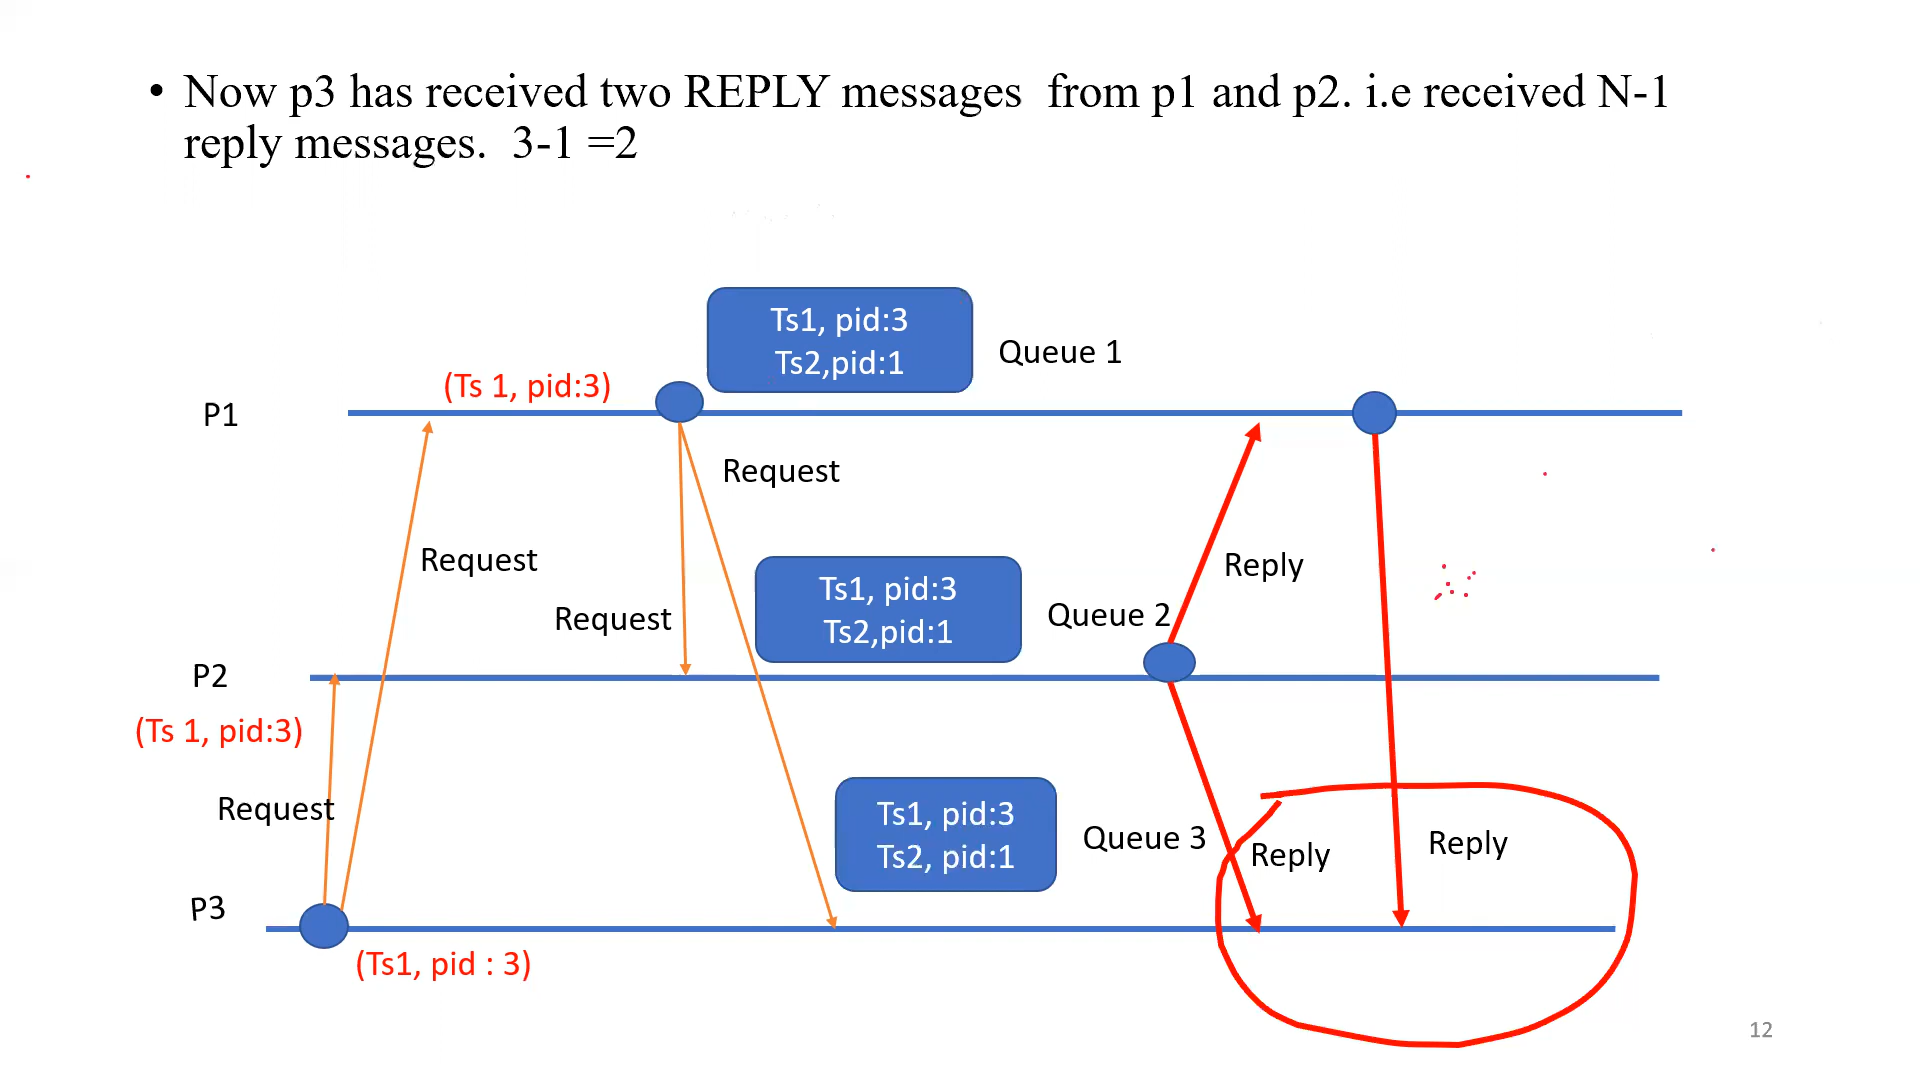 • Now p3 has received two REPLY messages  from p1 and p2. i.e received N-1
reply messages.  3-1 =2
Ts1, pid:3
Ts2,pid:1
Queue 1
(Ts 1, pid:3)
P1
Request
Request
Reply
Request
Ts1, pid:3
Ts2,pid:1
Queue 2
P2
(Ts 1, pid:3)
Request
Ts1, pid:3
Ts2, pid:1
Queue 3
Reply
Reply
P3
(Ts1, pid : 3)
12